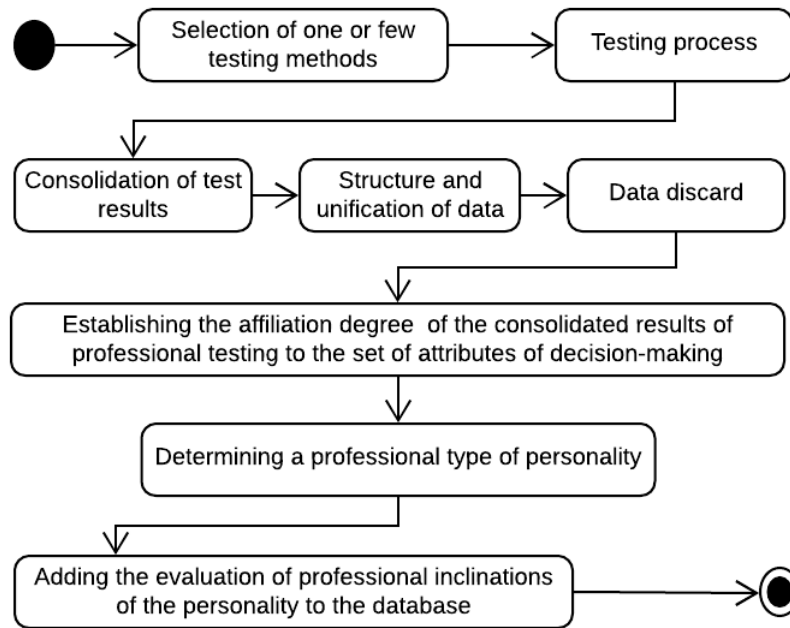 Selection of one or few
testing methods
Testing process
Consolidation of test
results
Structure and
unification of data
Data discard
Establishing the affiliation degree  of the consolidated results of
professional testing to the set of attributes of decision-making
Determining a professional type of personality
Adding the evaluation of professional inclinations
of the personality to the database